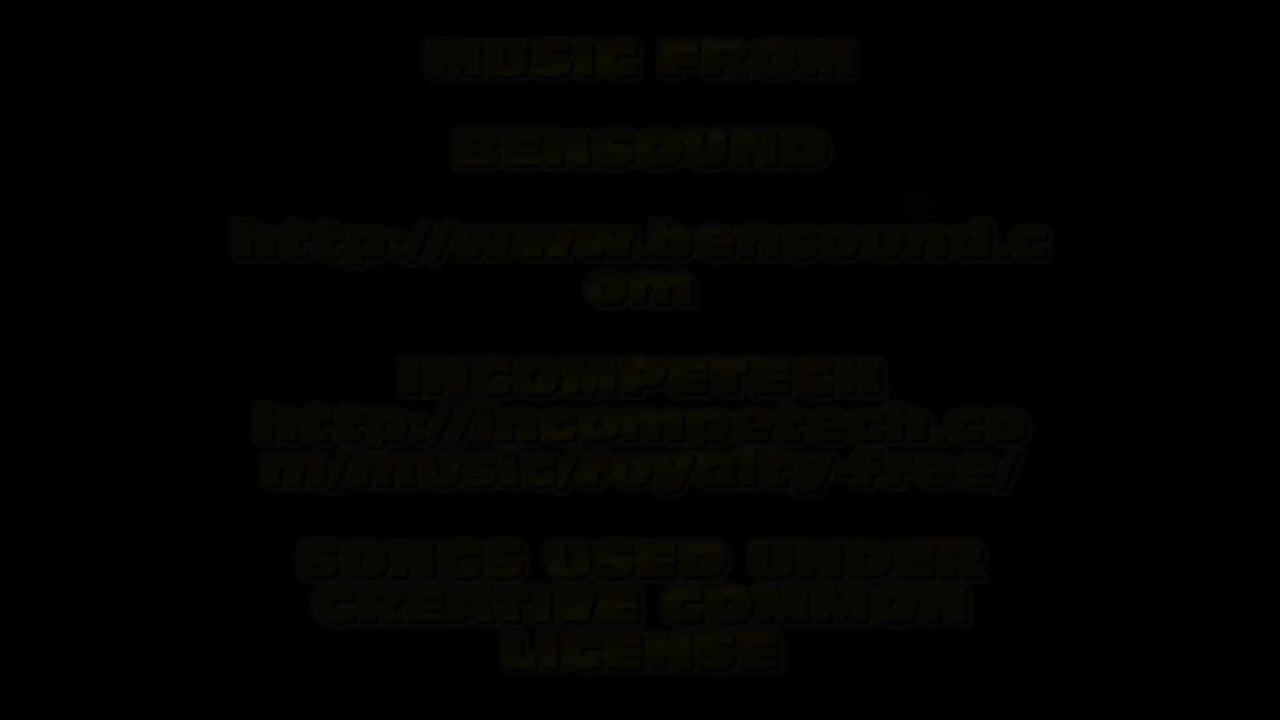 MUSIC FROM
BENSOUND
http://www.bensound.c
om
INCOMPETECH
http://incompetech.co
m/music/royalty-free/
SONGS USED UNDER
CREATIVE COMMON
LICENSE